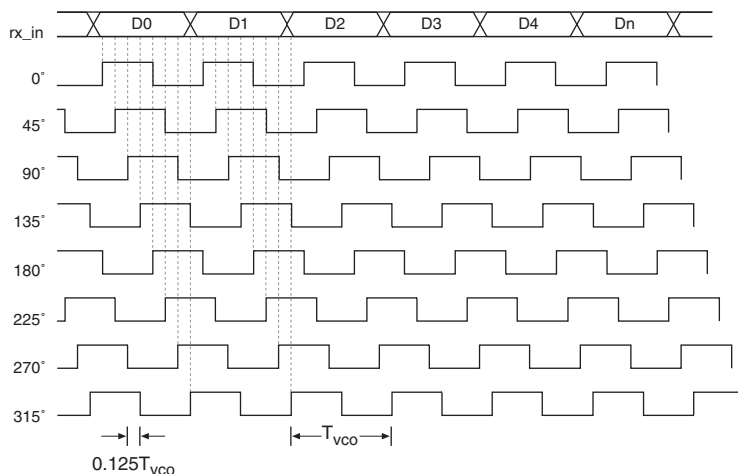 rx_in D0 D1 D2 D3 D4 Dn
0˚
45˚
90˚
135˚
180˚
225˚
270˚
315˚
T_vco
0.125T_vco